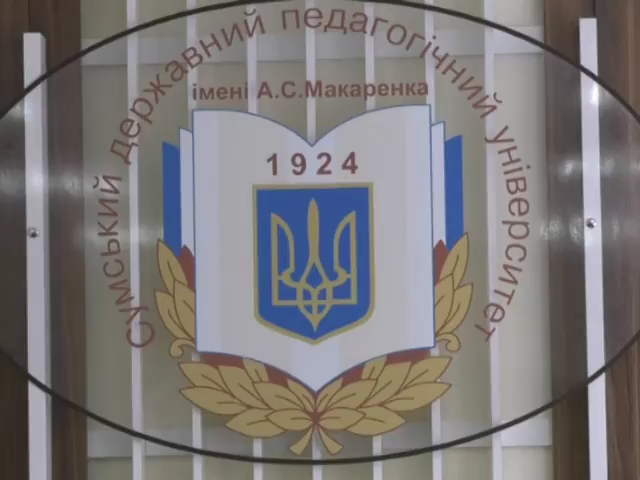 Сумський державний педагогічний університет
імені А.С.Макаренка
1924